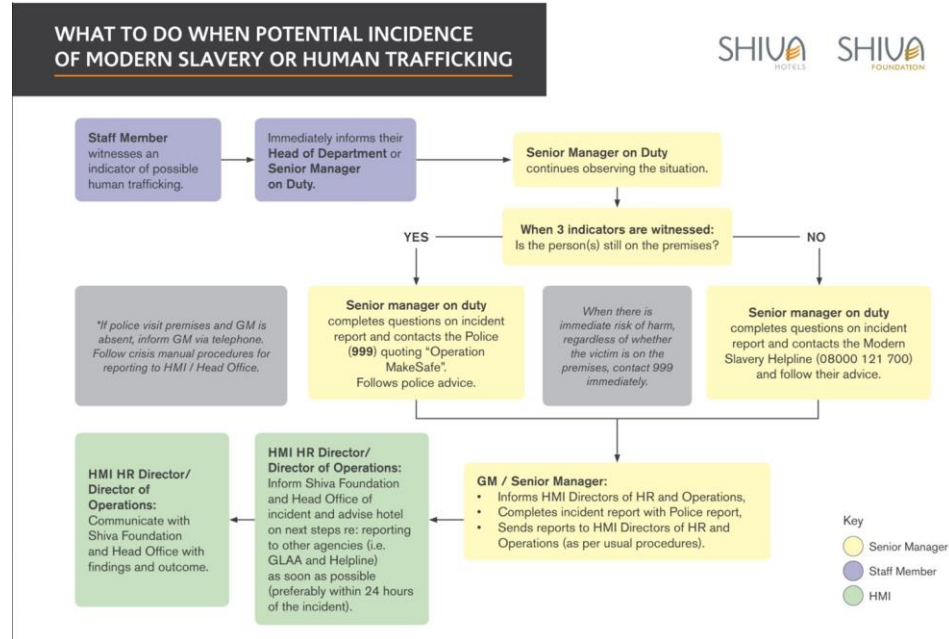 WHAT TO DO WHEN POTENTIAL INCIDENCE
OF MODERN SLAVERY OR HUMAN TRAFFICKING
SHIVA
HOTELS
SHIVA
FOUNDATION
Staff Member
witnesses an
indicator of possible
human trafficking.
Immediately informs their
Head of Department or
Senior Manager
on Duty.
Senior Manager on Duty
continues observing the situation.
When 3 indicators are witnessed:
Is the person(s) still on the premises?
YES
NO
*If police visit premises and GM is
absent, inform GM via telephone.
Follow crisis manual procedures for
reporting to HMI / Head Office.
Senior manager on duty
completes questions on incident
report and contacts the Police
(999) quoting "Operation
MakeSafe".
Follows police advice.
When there is
immediate risk of harm,
regardless of whether
the victim is on the
premises, contact 999
immediately.
Senior manager on duty
completes questions on incident
report and contacts the Modern
Slavery Helpline (08000 121 700)
and follow their advice.
HMI HR Director/
Director of
Operations:
Communicate with
Shiva Foundation
and Head Office with
findings and outcome.
HMI HR Director/
Director of Operations:
Inform Shiva Foundation
and Head Office of
incident and advise hotel
on next steps re: reporting
to other agencies (i.e.
GLAA and Helpline)
as soon as possible
(preferably within 24 hours
of the incident).
GM / Senior Manager:
• Informs HMI Directors of HR and Operations,
• Completes incident report with Police report,
• Sends reports to HMI Directors of HR and
Operations (as per usual procedures).
Key
Senior Manager
Staff Member
HMI